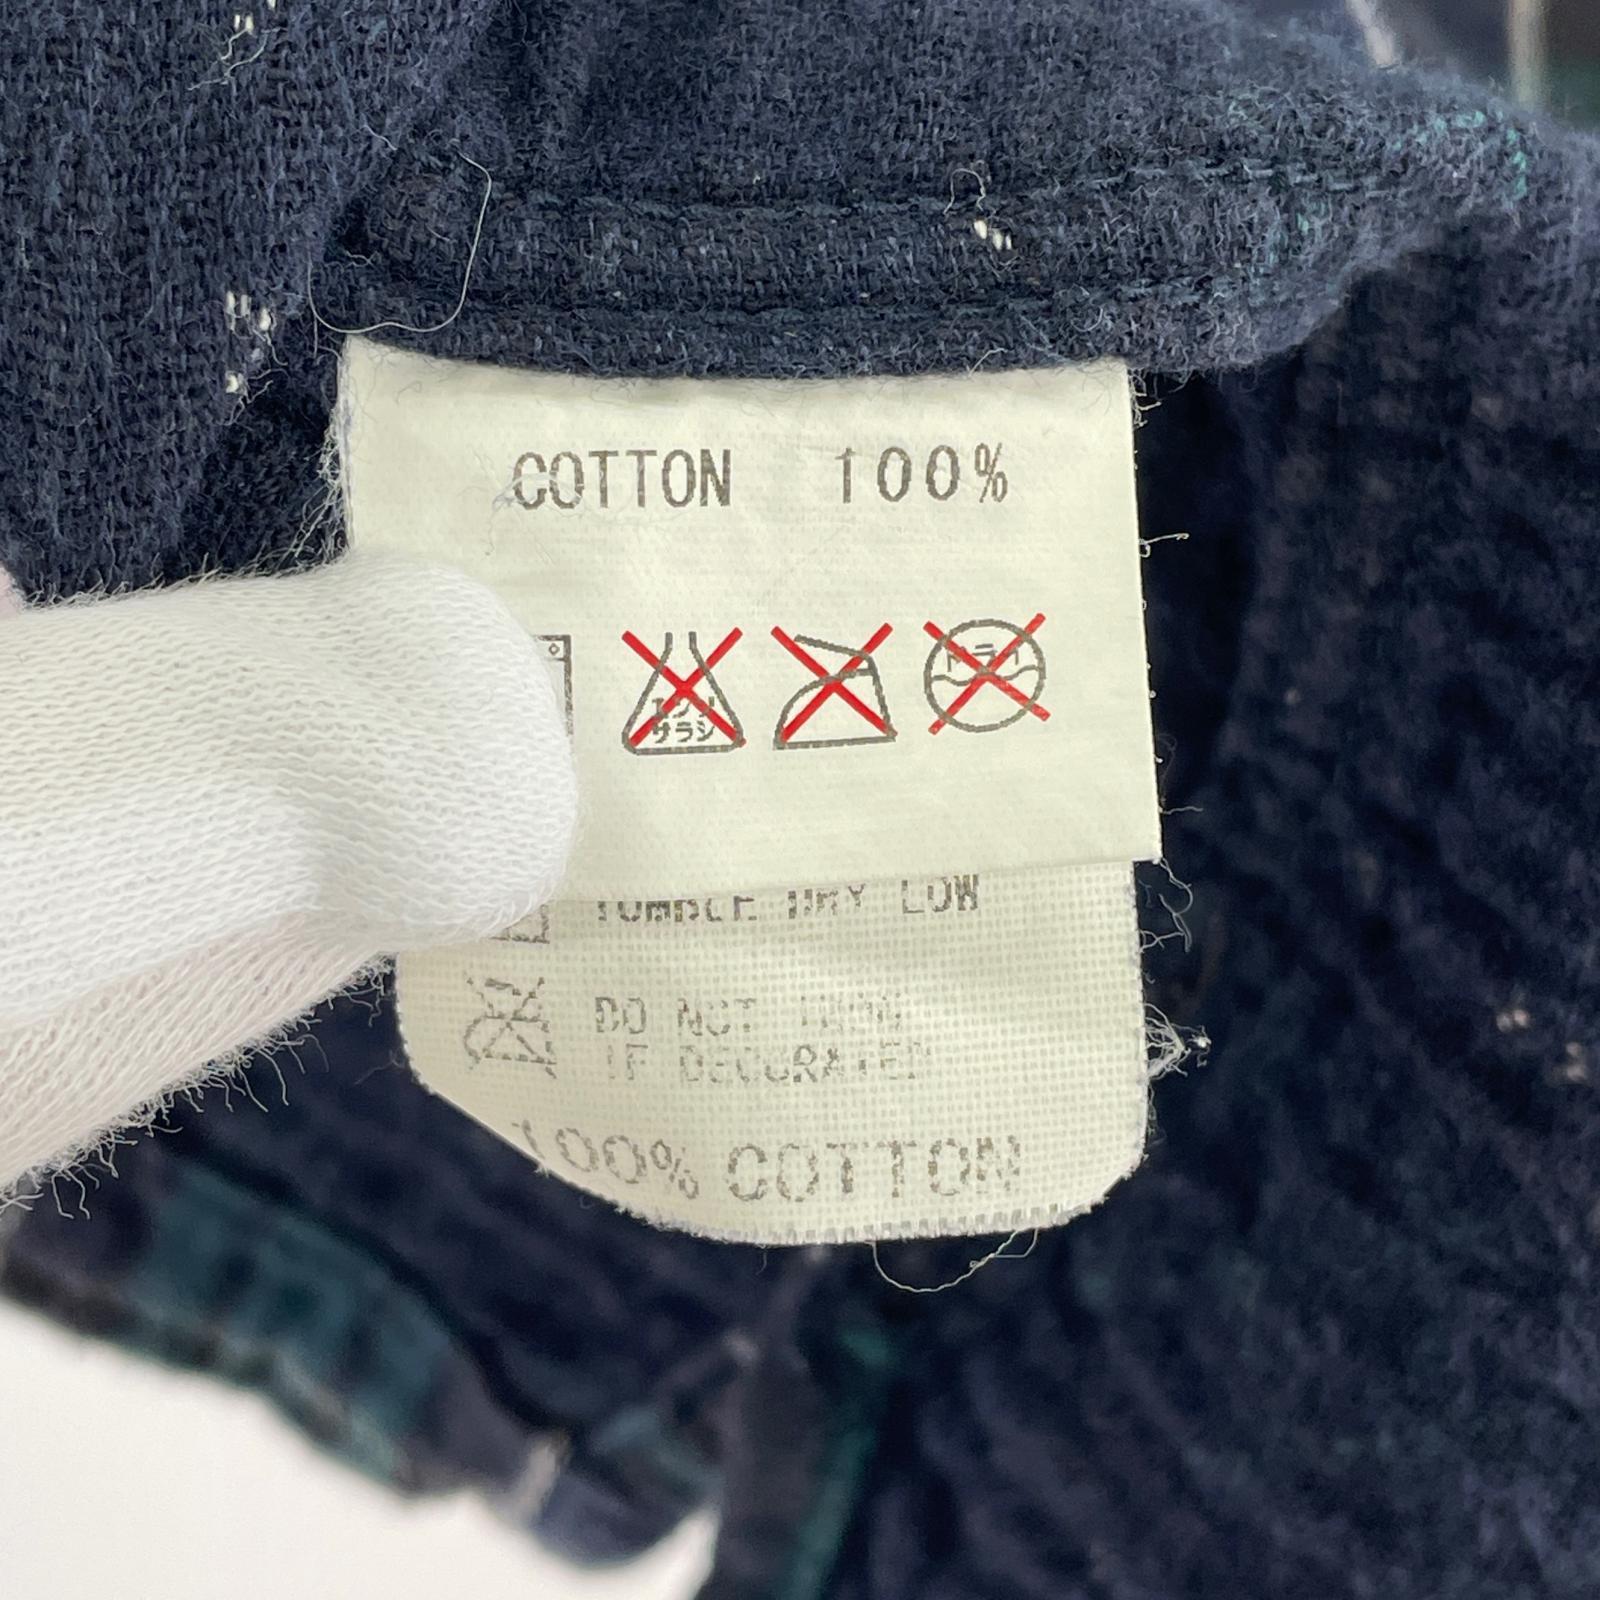 COTTON 100%
エンソ
サラシ
ドライ
TUMBLE DRY LOW
DO NOT IRON
IF DECORATED
100% COTTON